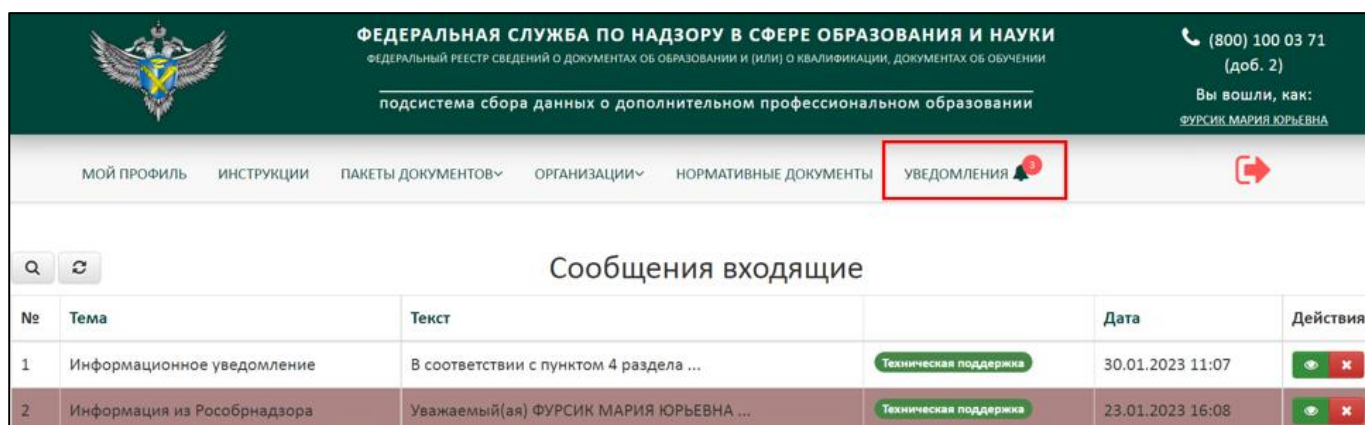 ФЕДЕРАЛЬНАЯ СЛУЖБА ПО НАДЗОРУ В СФЕРЕ ОБРАЗОВАНИЯ И НАУКИ
ФЕДЕРАЛЬНЫЙ РЕЕСТР СВЕДЕНИЙ О ДОКУМЕНТАХ ОБ ОБРАЗОВАНИИ И (ИЛИ) О КВАЛИФИКАЦИИ, ДОКУМЕНТАХ ОБ ОБУЧЕНИИ
подсистема сбора данных о дополнительном профессиональном образовании
(800) 100 03 71
(доб. 2)
Вы вошли, как:
ФУРСИК МАРИЯ ЮРЬЕВНА
МОЙ ПРОФИЛЬ ИНСТРУКЦИИ ПАКЕТЫ ДОКУМЕНТОВ ОРГАНИЗАЦИИ НОРМАТИВНЫЕ ДОКУМЕНТЫ УВЕДОМЛЕНИЯ 3
Сообщения входящие
№ Тема Текст Дата Действия
1 Информационное уведомление В соответствии с пунктом 4 раздела ... Техническая поддержка 30.01.2023 11:07
2 Информация из Рособрнадзора Уважаемый(ая) ФУРСИК МАРИЯ ЮРЬЕВНА ... Техническая поддержка 23.01.2023 16:08